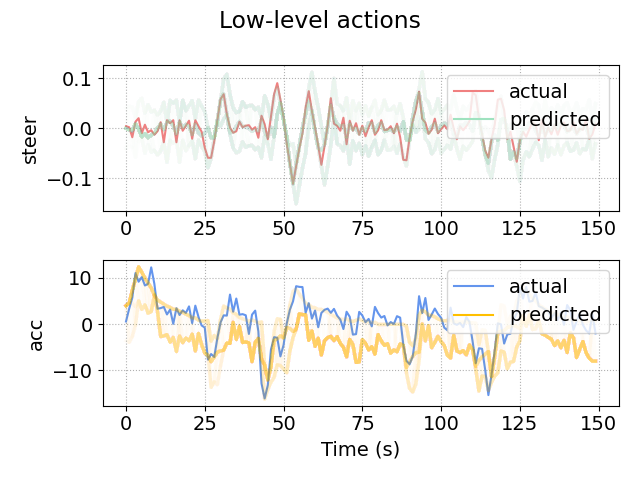 Low-level actions
0.1
0.0
−0.1
steer
actual
predicted
0 25 50 75 100 125 150
10
0
−10
acc
actual
predicted
0 25 50 75 100 125 150
Time (s)